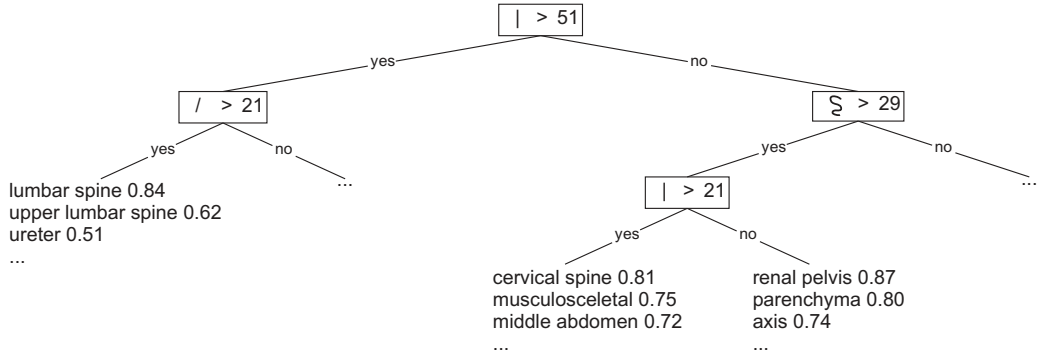 | > 51
yes
no
/ > 21
> 29
yes
no
yes
no
lumbar spine 0.84
upper lumbar spine 0.62
ureter 0.51
...
...
| > 21
...
yes
no
cervical spine 0.81
musculosceletal 0.75
middle abdomen 0.72
...
renal pelvis 0.87
parenchyma 0.80
axis 0.74
...